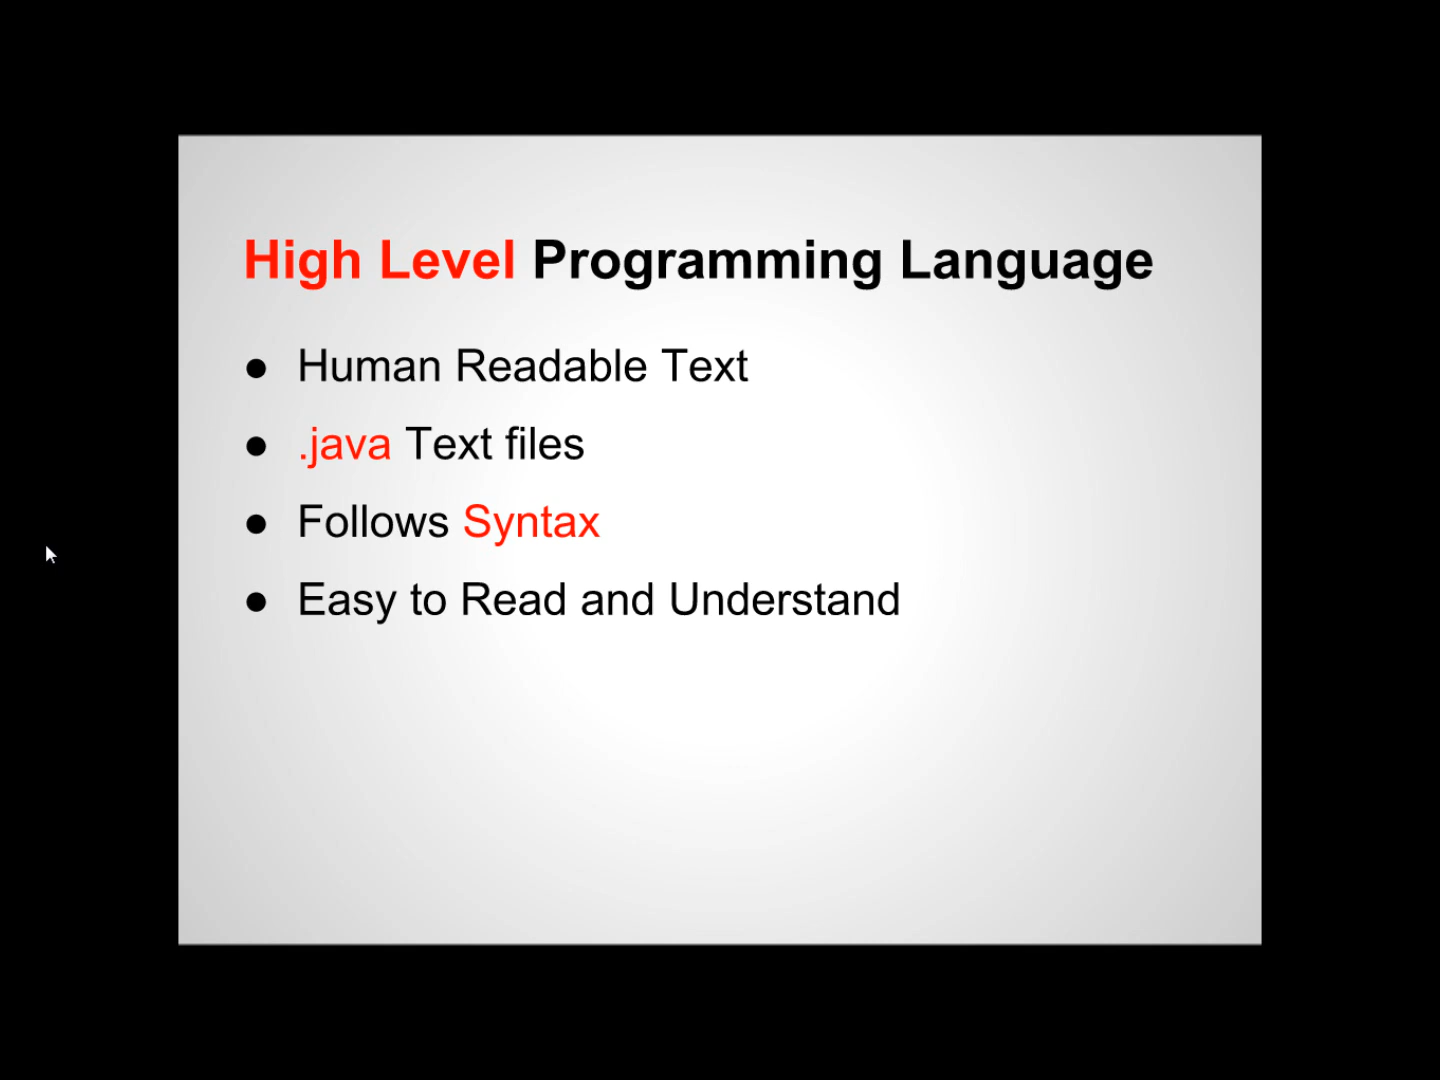 High Level Programming Language
● Human Readable Text
● .java Text files
● Follows Syntax
● Easy to Read and Understand